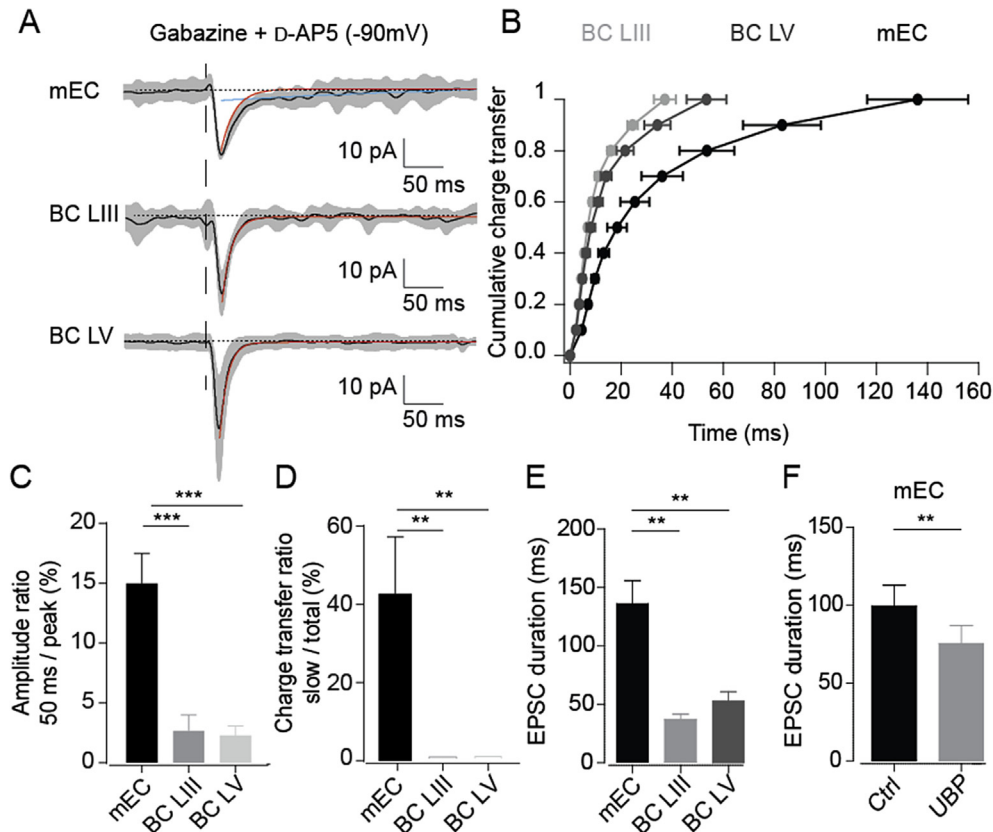 A
Gabazine + D-AP5 (-90mV)
mEC
10 pA
50 ms
BC LIII
10 pA
50 ms
BC LV
10 pA
50 ms
B
BC LIII BC LV mEC
Cumulative charge transfer
1
0.8
0.6
0.4
0.2
0.0
0 20 40 60 80 100 120 140 160
Time (ms)
C
Amplitude ratio
50 ms / peak (%)
20
15
10
5
0
***
***
mEC BC LIII BC LV
D
Charge transfer ratio
slow / total (%)
60
40
20
0
**
**
mEC BC LIII BC LV
E
EPSC duration (ms)
200
150
100
50
0
**
**
mEC BC LIII BC LV
F
mEC
EPSC duration (ms)
150
100
50
0
**
Ctrl UBP